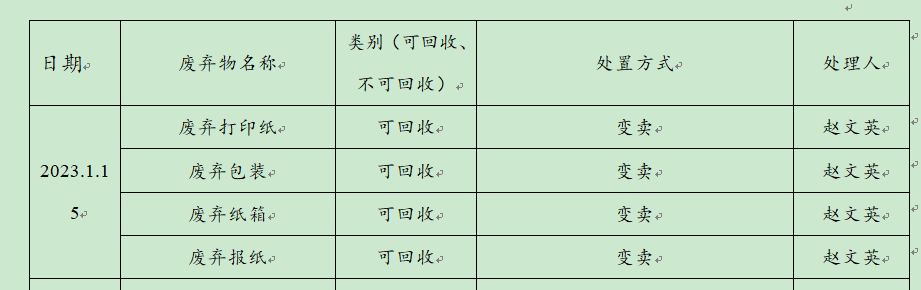 日期 废弃物名称 类别（可回收、不可回收） 处置方式 处理人
2023.1.15 废弃打印纸 可回收 变卖 赵文英
废弃包装 可回收 变卖 赵文英
废弃纸箱 可回收 变卖 赵文英
废弃报纸 可回收 变卖 赵文英